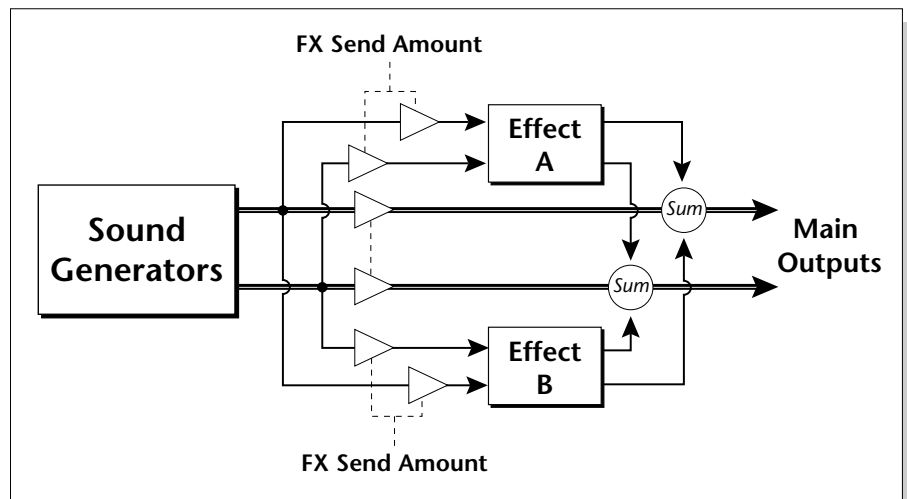 FX Send Amount
Effect
A
Sound
Generators
Sum
Main
Outputs
Sum
Effect
B
FX Send Amount